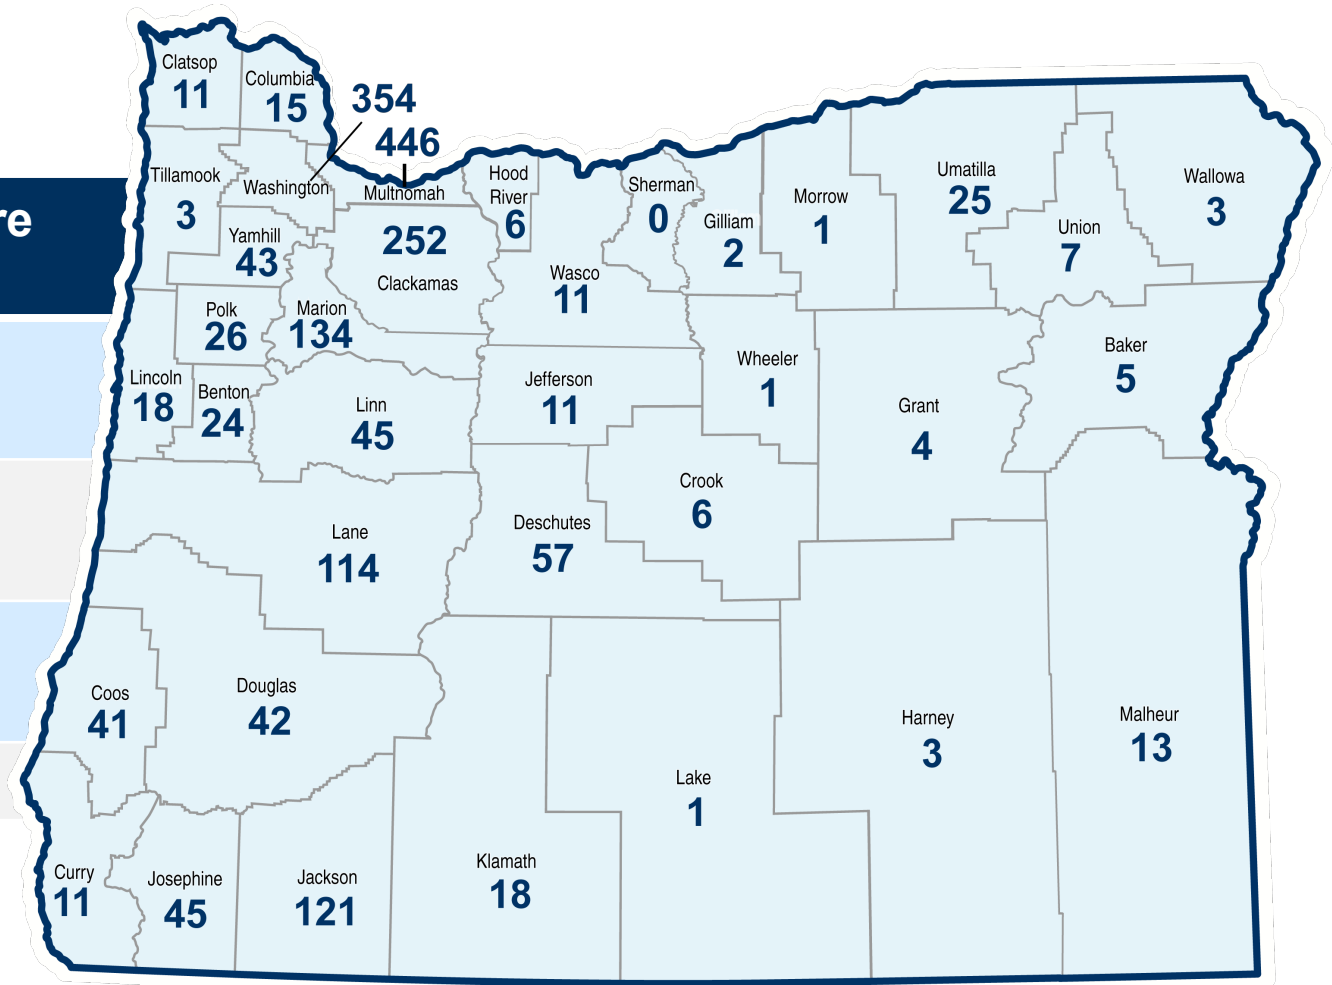 Clatsop
11
Columbia
15
354
446
re
Tillamook
3
Washington
Multnomah
Hood
River
6
Sherman
0
Gilliam
2
Morrow
1
Umatilla
25
Wallowa
3
Union
7
Yamhill
43
252
Clackamas
Wasco
11
Polk
26
Marion
134
Wheeler
1
Baker
5
Lincoln
18
Benton
24
Linn
45
Jefferson
11
Grant
4
Crook
6
Lane
114
Deschutes
57
Coos
41
Douglas
42
Harney
3
Malheur
13
Lake
1
Curry
11
Josephine
45
Jackson
121
Klamath
18